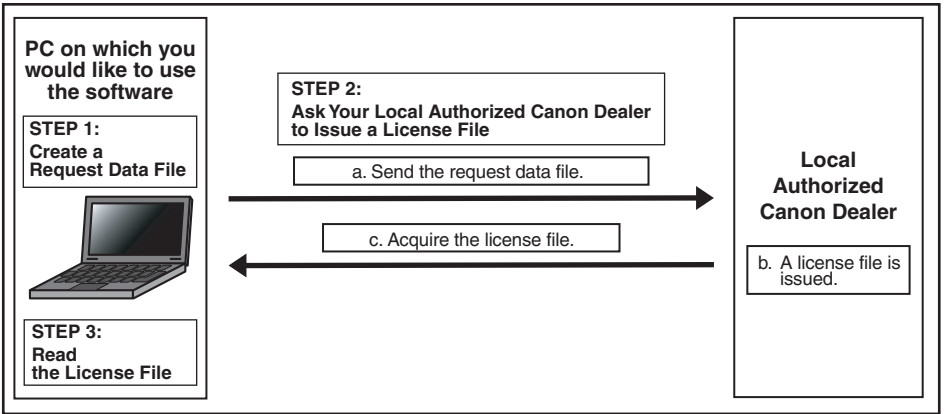 PC on which you
would like to use
the software
STEP 1:
Create a
Request Data File
STEP 3:
Read
the License File
STEP 2:
Ask Your Local Authorized Canon Dealer
to Issue a License File
a. Send the request data file.
c. Acquire the license file.
Local
Authorized
Canon Dealer
b. A license file is
issued.